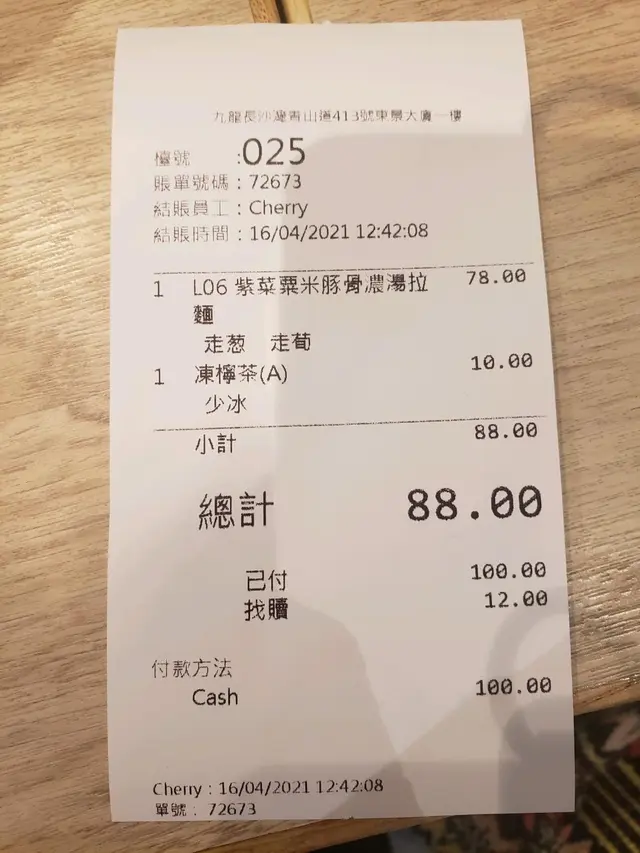 九龍長沙灣青山道413號東景大廈一樓
檯號 :025
賬單號碼：72673
結賬員工：Cherry
結賬時間：16/04/2021 12:42:08
1 L06 紫菜粟米豚骨濃湯拉 78.00
麵
走葱 走荀
1 凍檸茶(A) 10.00
少冰
小計 88.00
總計 88.00
已付 100.00
找贖 12.00
付款方法
Cash 100.00
Cherry : 16/04/2021 12:42:08
單號： 72673